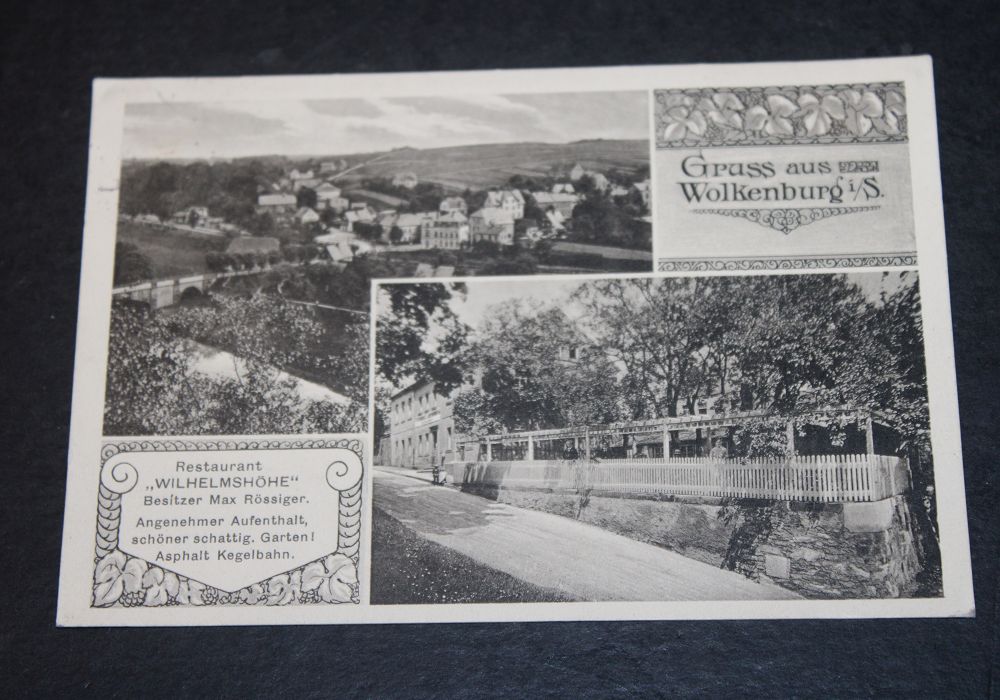 Gruss aus
Wolkenburg i/S.
Restaurant
„WILHELMSHÖHE“
Besitzer Max Rössiger.
Angenehmer Aufenthalt,
schöner schattig. Garten!
Asphalt Kegelbahn.